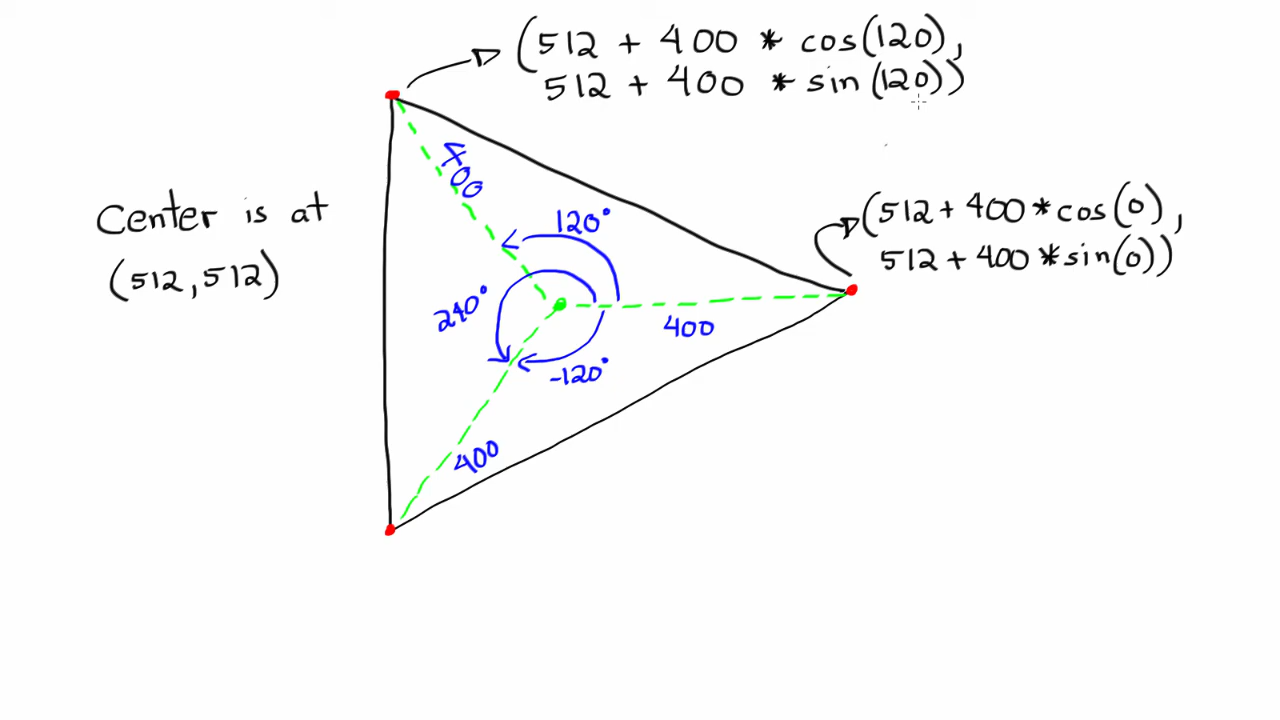 (512 + 400 * cos(120),
512 + 400 * sin(120))
400
Center is at
(512,512)
120°
(512+400*cos(0),
512+400*sin(0))
240°
400
-120°
400